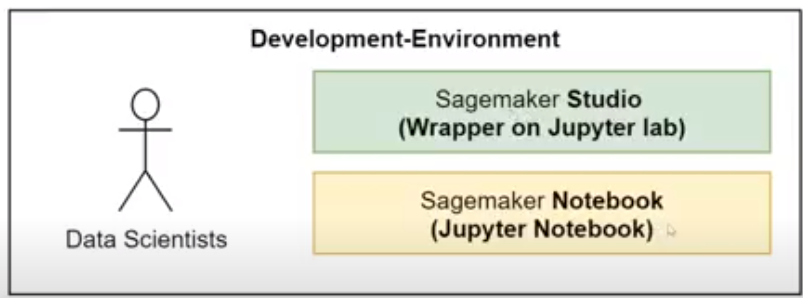 Development-Environment
Sagemaker Studio
(Wrapper on Jupyter lab)
Sagemaker Notebook
(Jupyter Notebook)
Data Scientists